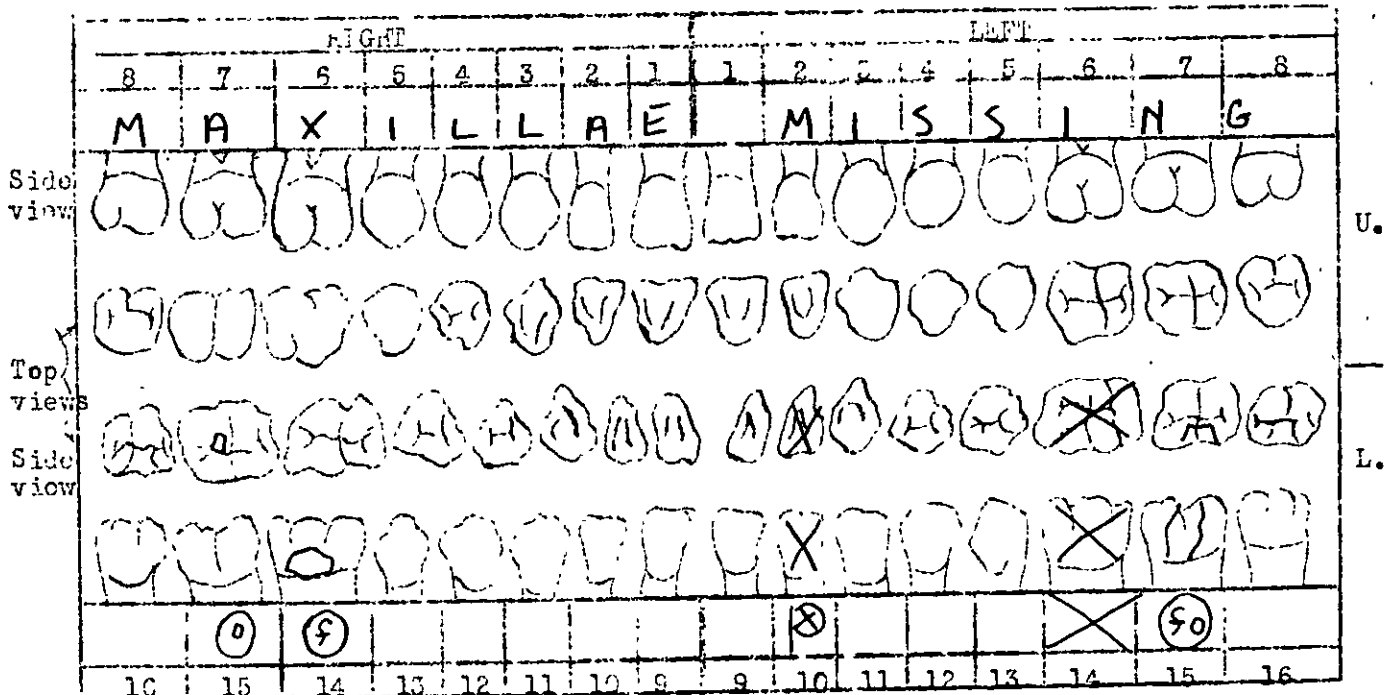 RIGHT LEFT
8 7 6 5 4 3 2 1 1 2 3 4 5 6 7 8
M A X I L L A E M I S S I N G
Side view
U.
Top views
Side view
L.
O f X fo
16 15 14 13 12 11 10 9 9 10 11 12 13 14 15 16